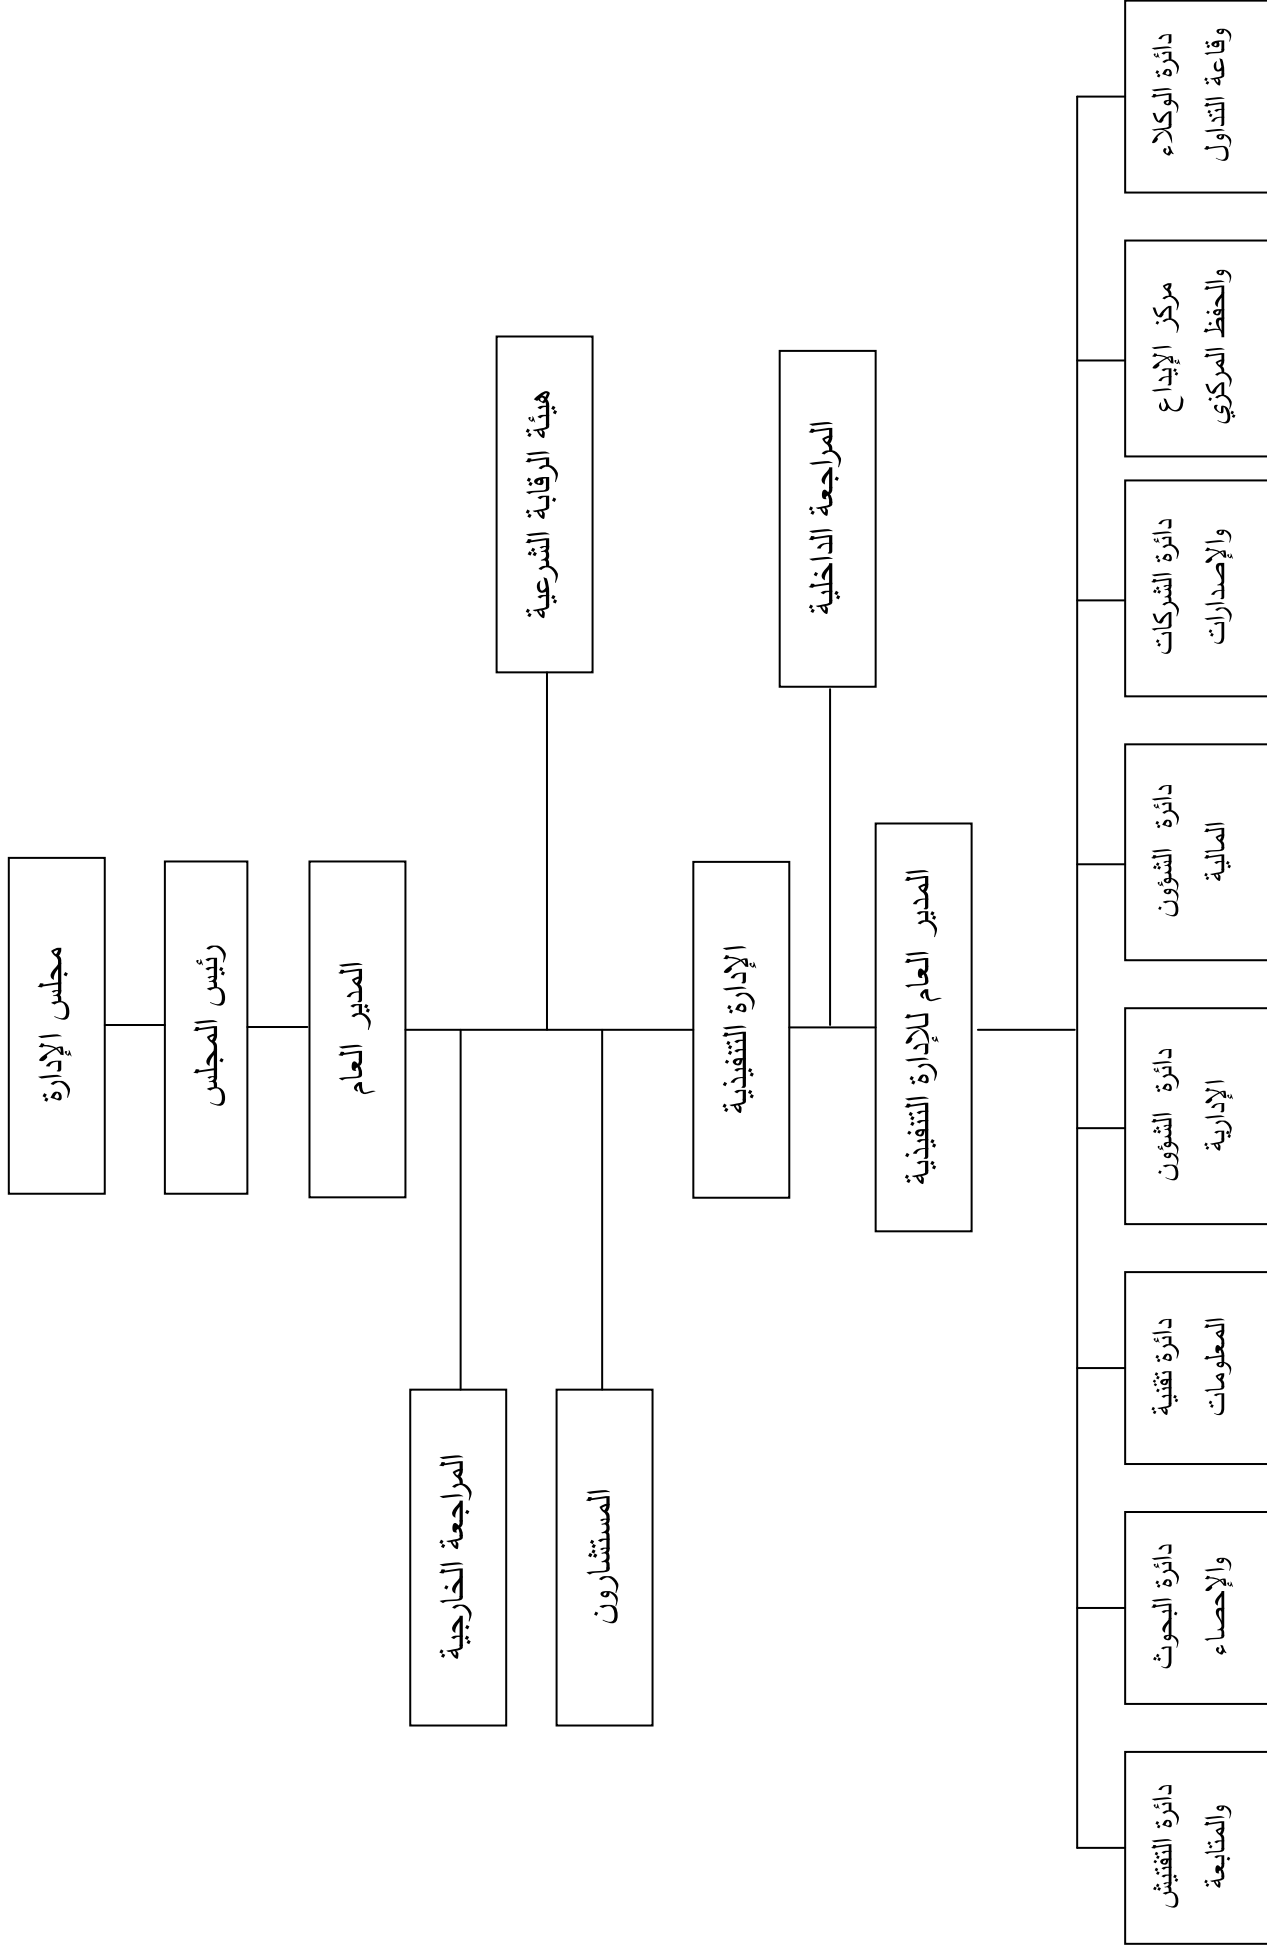 مجلس الإدارة
رئيس المجلس
المدير العام
المراجعة الخارجية
هيئة الرقابة الشرعية
المستشارون
الإدارة التنفيذية
المراجعة الداخلية
المدير العام للإدارة التنفيذية
دائرة الوكلاء
وقاعة التداول
مركز الإيداع
والحفظ المركزي
دائرة الشركات
والإصدارات
دائرة الشؤون
المالية
دائرة الشؤون
الإدارية
دائرة تقنية
المعلومات
دائرة البحوث
والإحصاء
دائرة التفتيش
والمتابعة